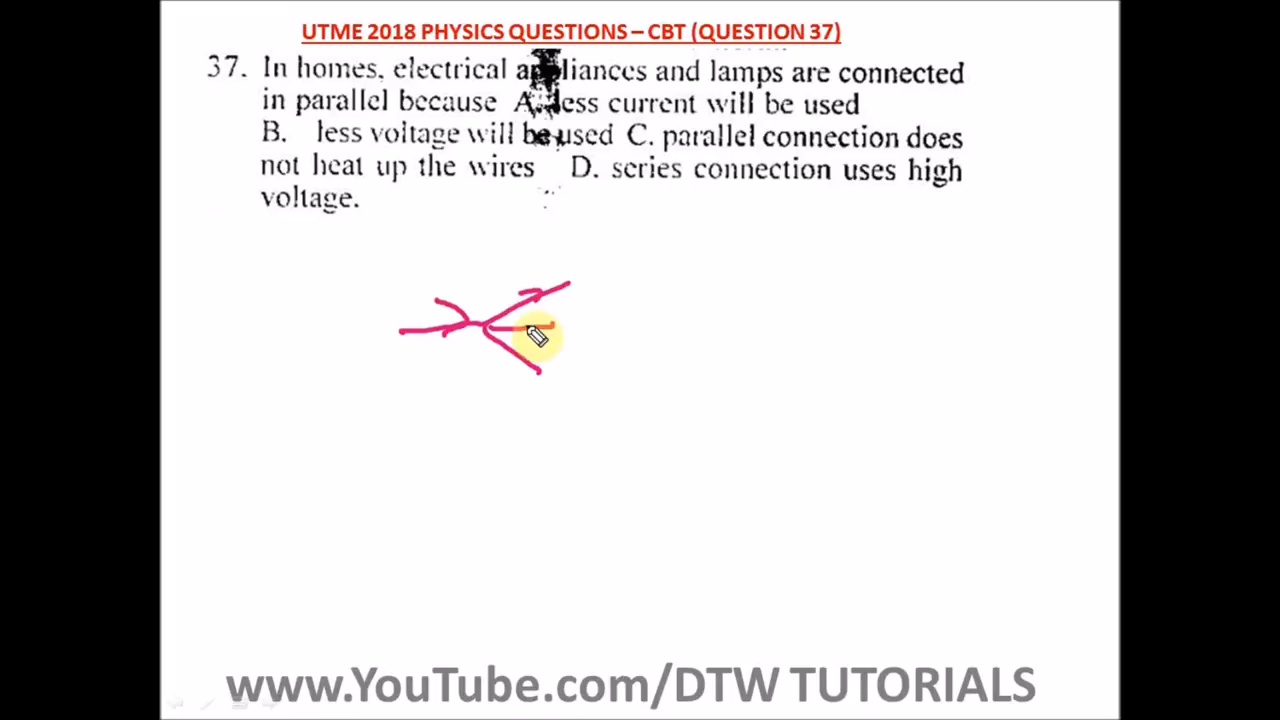 UTME 2018 PHYSICS QUESTIONS – CBT (QUESTION 37)
37. In homes, electrical appliances and lamps are connected
in parallel because A. less current will be used
B. less voltage will be used C. parallel connection does
not heat up the wires D. series connection uses high
voltage.
www.YouTube.com/DTW TUTORIALS